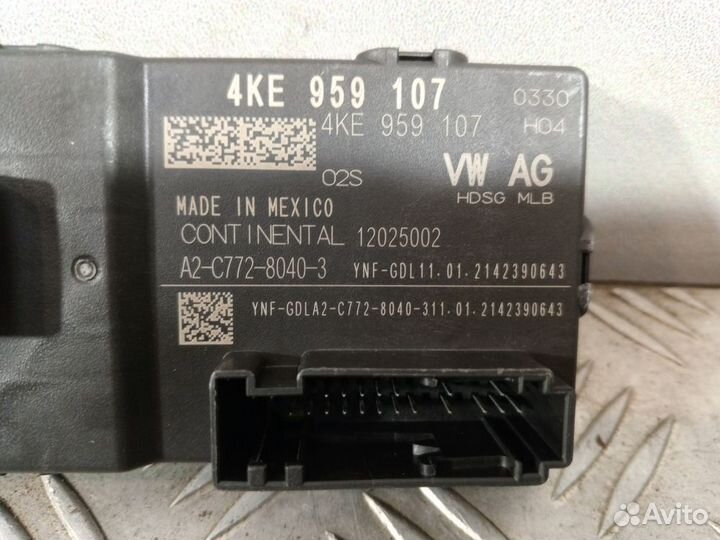 4KE 959 107
0330
4KE 959 107
H04
02S
VW AG
HDSG MLB
MADE IN MEXICO
CONTINENTAL 12025002
A2-C772-8040-3 YNF-GDL11.01.2142390643
YNF-GDLA2-C772-8040-311.01.2142390643
Avito